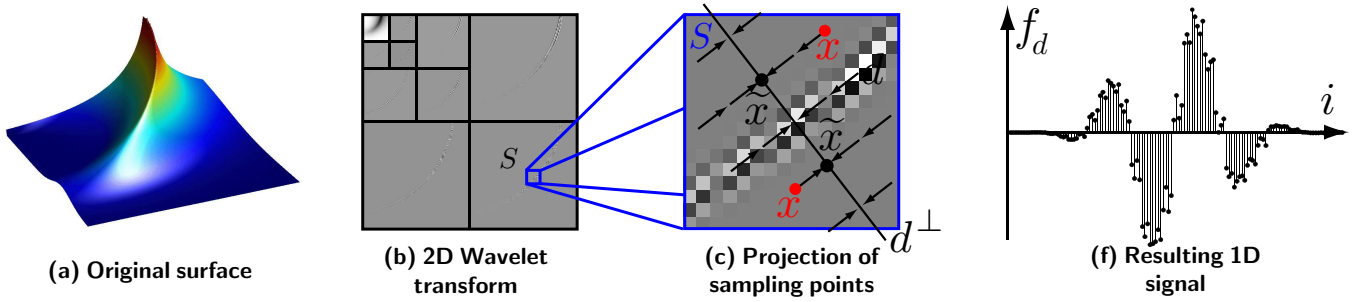 S
S
x
x̃
d
x̃
x
d⊥
f_d
i
(a) Original surface
(b) 2D Wavelet
transform
(c) Projection of
sampling points
(f) Resulting 1D
signal